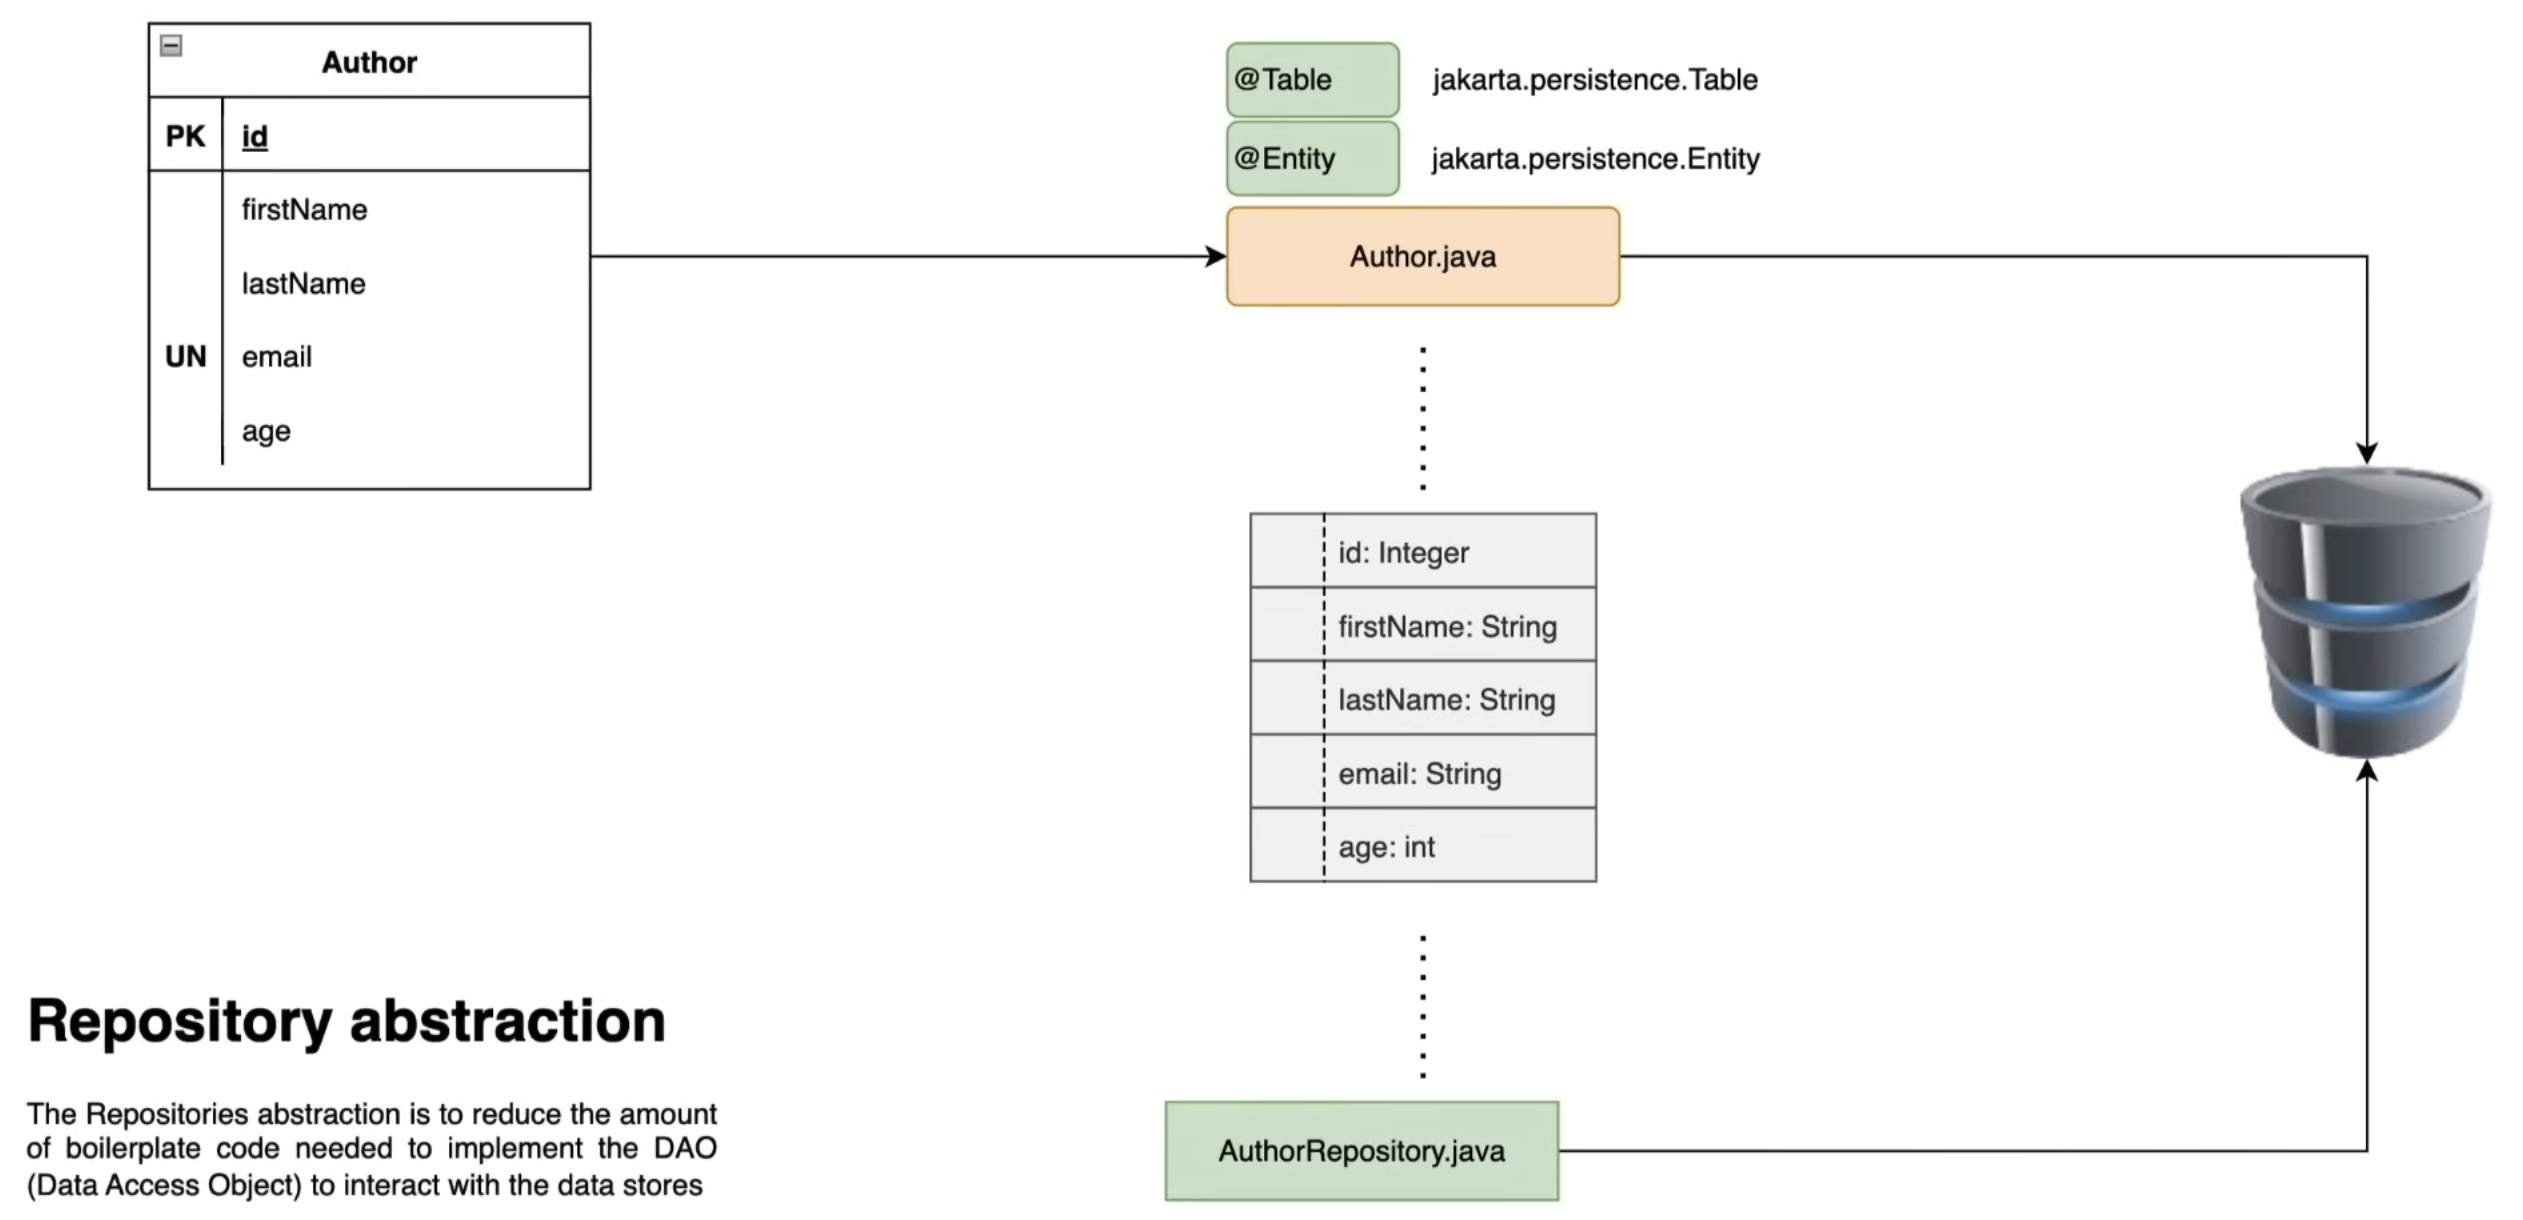 Author
PK id
firstName
lastName
UN email
age
@Table jakarta.persistence.Table
@Entity jakarta.persistence.Entity
Author.java
id: Integer
firstName: String
lastName: String
email: String
age: int
AuthorRepository.java
Repository abstraction
The Repositories abstraction is to reduce the amount
of boilerplate code needed to implement the DAO
(Data Access Object) to interact with the data stores